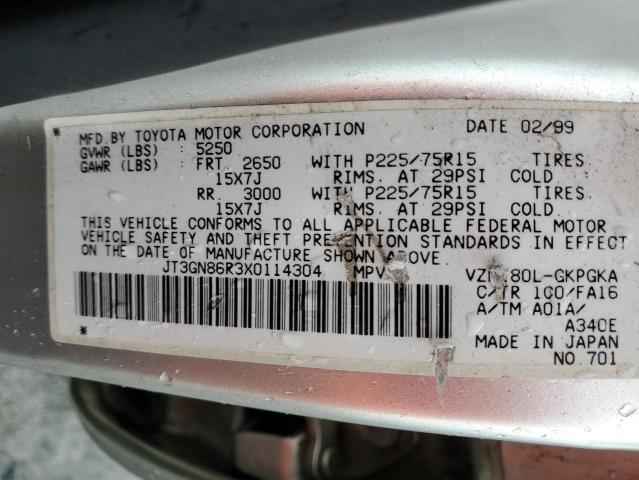 MFD.BY TOYOTA MOTOR CORPORATION DATE 02/99
GVWR (LBS) : 5250
GAWR (LBS) : FRT 2650 WITH P225/75R15 TIRES.
15X7J RIMS. AT 29PSI COLD.
RR. 3000 WITH P225/75R15 TIRES.
15X7J RIMS. AT 29PSI COLD.
THIS VEHICLE CONFORMS TO ALL APPLICABLE FEDERAL MOTOR
VEHICLE SAFETY AND THEFT PREVENTION STANDARDS IN EFFECT
ON THE DATE OF MANUFACTURE SHOWN ABOVE.
JT3GN86R3X0114304 MPV 80L-GKPGKA
C/TR 1C0/FA16
A/TM A01A/
A340E
MADE IN JAPAN
NO.701